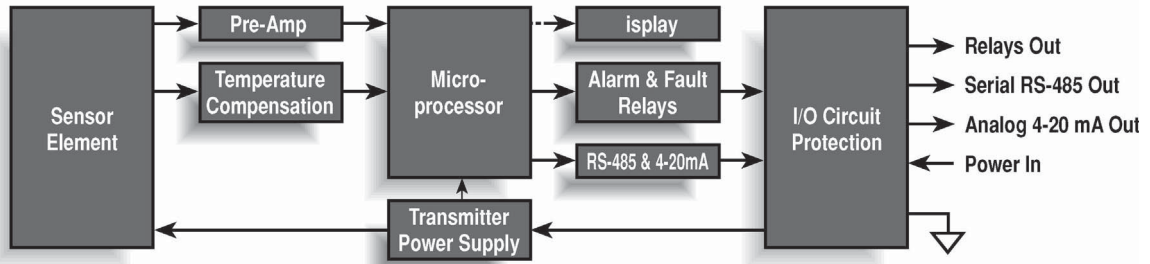 Sensor
Element
Pre-Amp
Temperature
Compensation
Micro-
processor
Transmitter
Power Supply
isplay
Alarm & Fault
Relays
RS-485 & 4-20mA
I/O Circuit
Protection
Relays Out
Serial RS-485 Out
Analog 4-20 mA Out
Power In